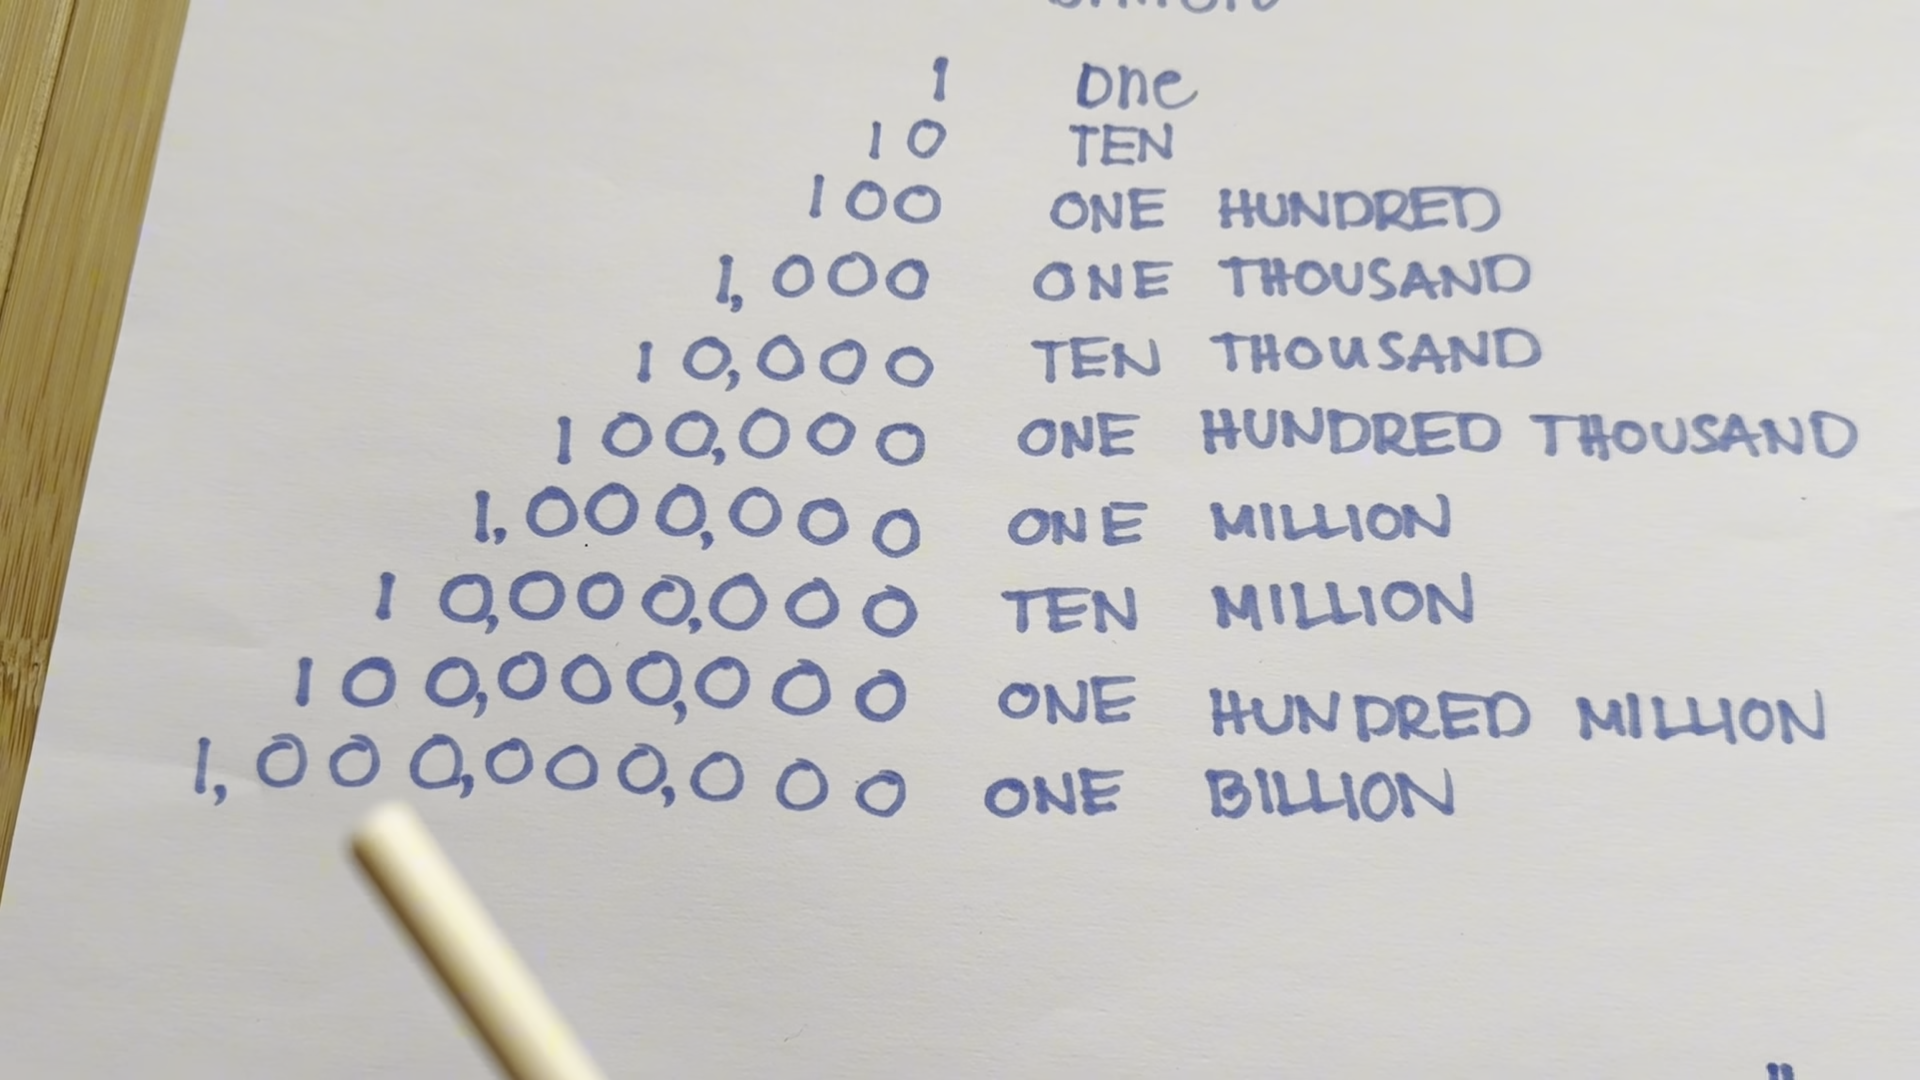 1 one
10 TEN
100 ONE HUNDRED
1,000 ONE THOUSAND
10,000 TEN THOUSAND
100,000 ONE HUNDRED THOUSAND
1,000,000 ONE MILLION
10,000,000 TEN MILLION
100,000,000 ONE HUNDRED MILLION
1,000,000,000 ONE BILLION